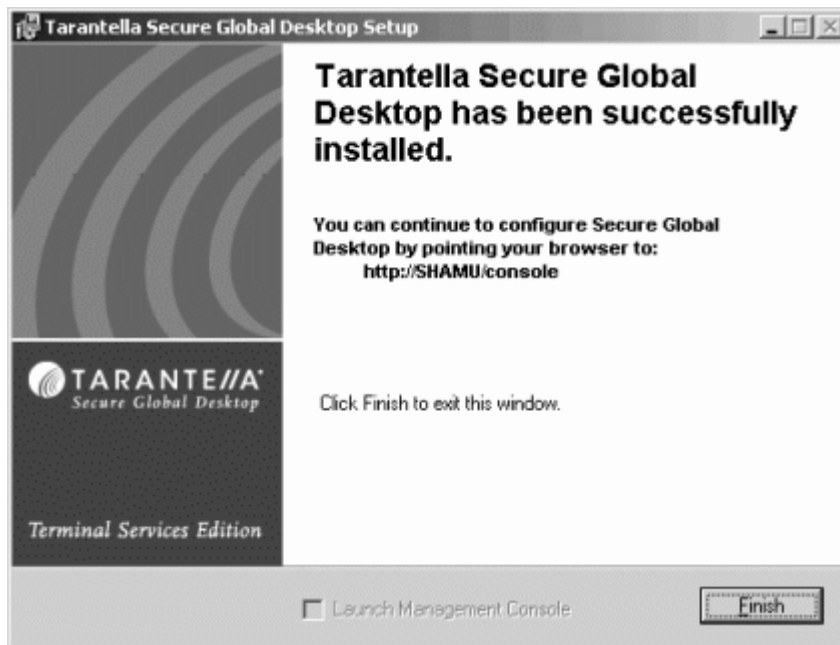 Tarantella Secure Global Desktop Setup
Tarantella Secure Global
Desktop has been successfully
installed.
You can continue to configure Secure Global
Desktop by pointing your browser to:
http://SHAMU/console
TARANTELLA
Secure Global Desktop
Click Finish to exit this window.
Terminal Services Edition
Launch Management Console
Finish